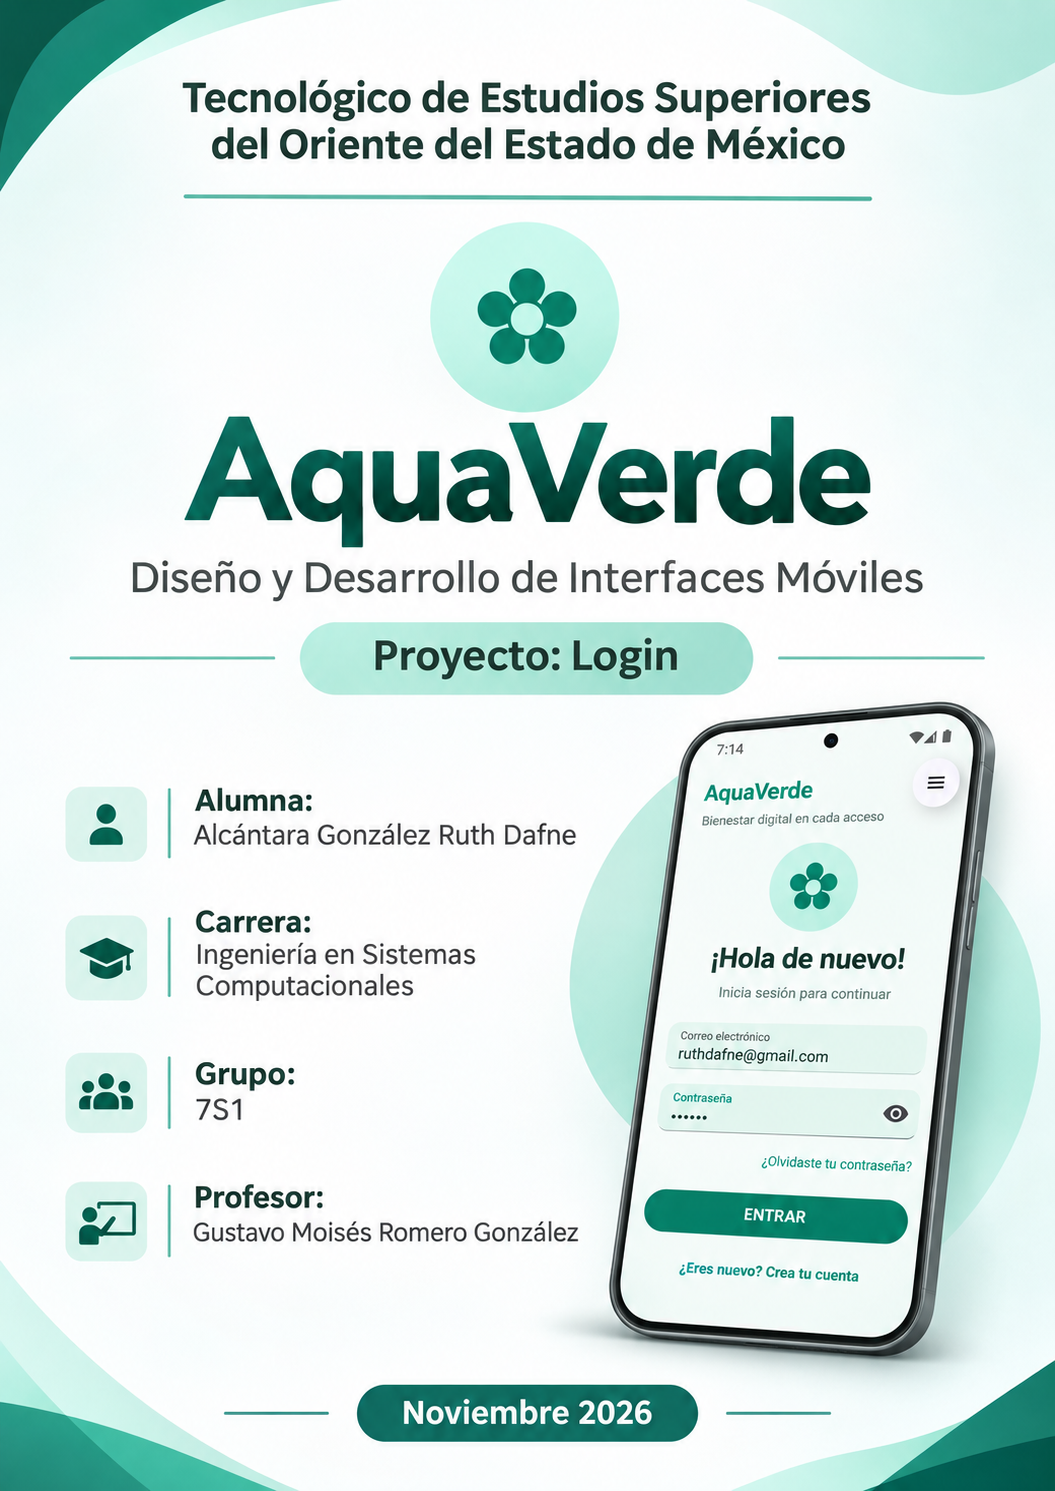 Tecnológico de Estudios Superiores
del Oriente del Estado de México
AquaVerde
Diseño y Desarrollo de Interfaces Móviles
Proyecto: Login
Alumna:
Alcántara González Ruth Dafne
Carrera:
Ingeniería en Sistemas
Computacionales
Grupo:
7S1
Profesor:
Gustavo Moisés Romero González
7:14
AquaVerde
Bienestar digital en cada acceso
¡Hola de nuevo!
Inicia sesión para continuar
Correo electrónico
ruthdafne@gmail.com
Contraseña
••••••
¿Olvidaste tu contraseña?
ENTRAR
¿Eres nuevo? Crea tu cuenta
Noviembre 2026